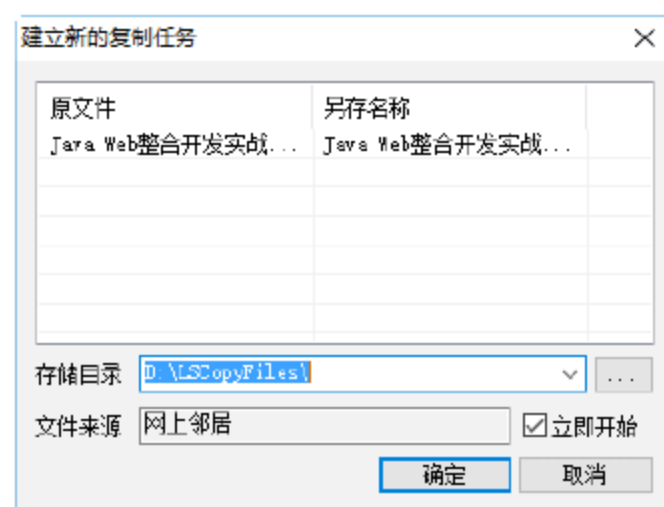 建立新的复制任务
原文件 另存名称
Java Web整合开发实战... Java Web整合开发实战...
存储目录 D:\LSCopyFiles\ ...
文件来源 网上邻居 立即开始
确定 取消